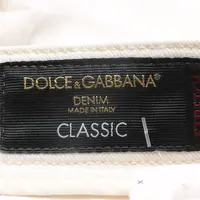 DOLCE & GABBANA®
DENIM
MADE IN ITALY
CLASSIC